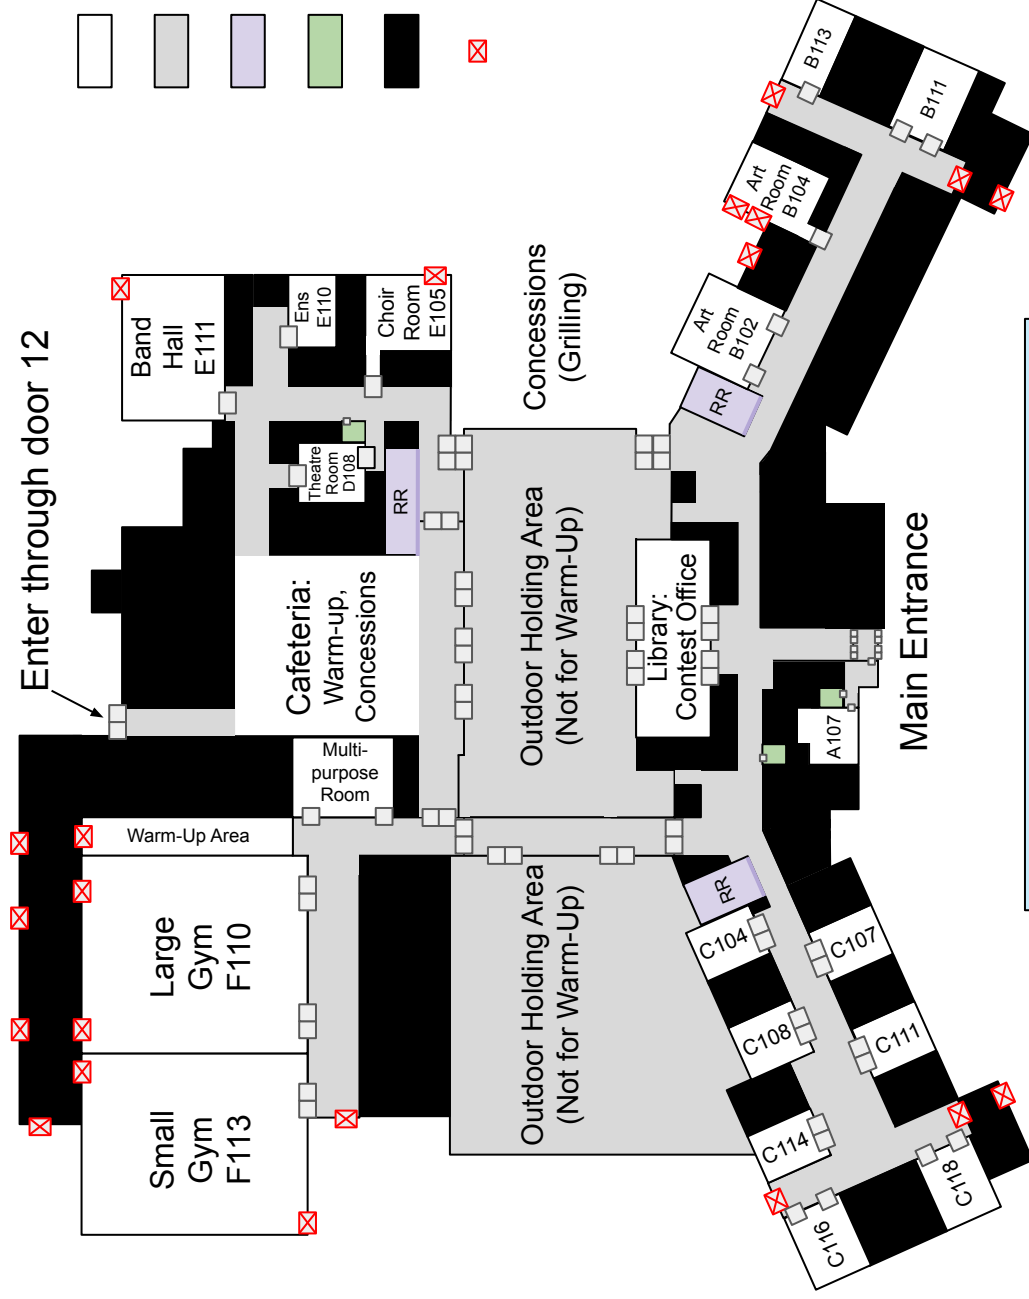 Enter through door 12
Band
Hall
E111
Ens
E110
Choir
Room
E105
Theatre
Room
D108
RR
Cafeteria:
Warm-up,
Concessions
Multi-
purpose
Room
Warm-Up Area
Large
Gym
F110
Small
Gym
F113
Concessions
(Grilling)
Outdoor Holding Area
(Not for Warm-Up)
Outdoor Holding Area
(Not for Warm-Up)
Library:
Contest Office
B113
B111
Art
Room
B104
Art
Room
B102
RR
RR
C104
C107
C108
C111
C114
C116
C118
A107
Main Entrance